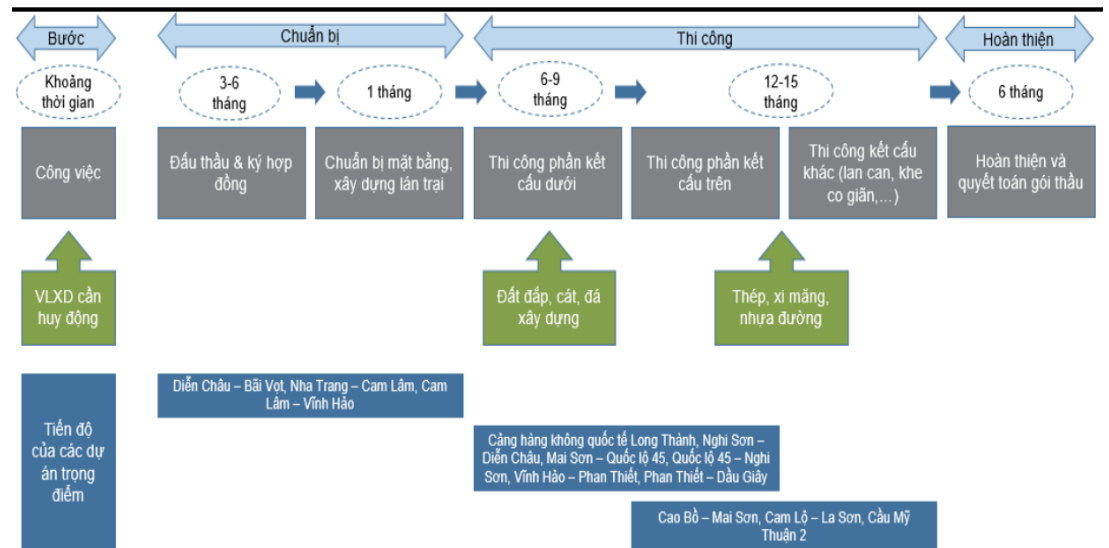 Bước
Chuẩn bị
Thi công
Hoàn thiện
Khoảng
thời gian
3-6
tháng
1 tháng
6-9
tháng
12-15
tháng
6 tháng
Công việc
Đấu thầu & ký hợp
đồng
Chuẩn bị mặt bằng,
xây dựng lán trại
Thi công phần kết
cấu dưới
Thi công phần kết
cấu trên
Thi công kết cấu
khác (lan can, khe
co giãn,...)
Hoàn thiện và
quyết toán gói thầu
VLXD cần
huy động
Đất đắp, cát, đá
xây dựng
Thép, xi măng,
nhựa đường
Tiến độ
của các dự
án trọng
điểm
Diễn Châu – Bãi Vọt, Nha Trang – Cam Lâm, Cam
Lâm – Vĩnh Hảo
Cảng hàng không quốc tế Long Thành, Nghi Sơn –
Diễn Châu, Mai Sơn – Quốc lộ 45, Quốc lộ 45 – Nghi
Sơn, Vĩnh Hảo – Phan Thiết, Phan Thiết – Dầu Giây
Cao Bồ – Mai Sơn, Cam Lộ – La Sơn, Cầu Mỹ
Thuận 2